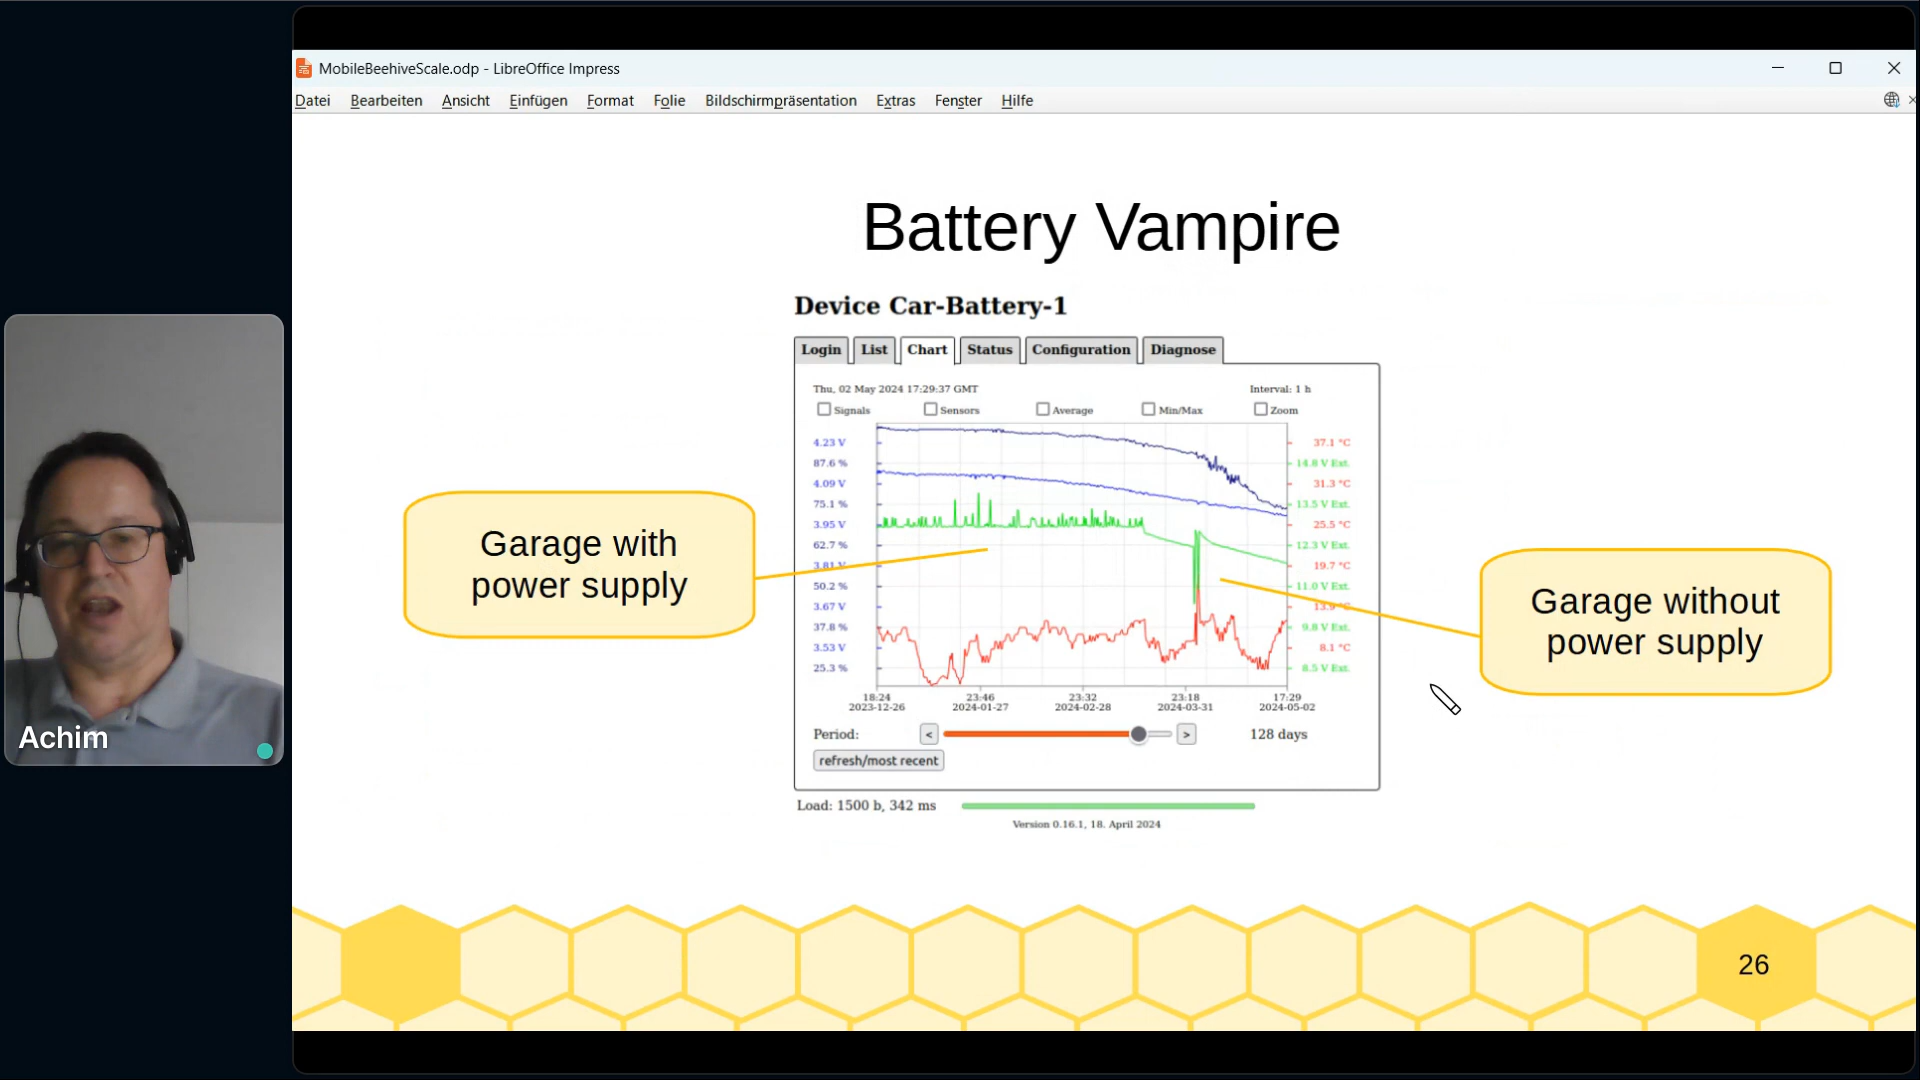 MobileBeehiveScale.odp - LibreOffice Impress
Datei Bearbeiten Ansicht Einfügen Format Folie Bildschirmpräsentation Extras Fenster Hilfe
Battery Vampire
Device Car-Battery-1
Login List Chart Status Configuration Diagnose
Thu, 02 May 2024 17:29:37 GMT Interval: 1 h
Signals Sensors Average Min/Max Zoom
4.23 V 37.1 °C
87.6 % 14.8 V Ext.
4.09 V 31.3 °C
75.1 % 13.5 V Ext.
3.95 V 25.5 °C
62.7 % 12.3 V Ext.
3.81 V 19.7 °C
50.2 % 11.0 V Ext.
3.67 V 13.9 °C
37.8 % 9.8 V Ext.
3.53 V 8.1 °C
25.3 % 8.5 V Ext.
18:24 23:46 23:32 23:18 17:29
2023-12-26 2024-01-27 2024-02-28 2024-03-31 2024-05-02
Period: < > 128 days
refresh/most recent
Load: 1500 b, 342 ms
Version 0.16.1, 18. April 2024
Garage with
power supply
Garage without
power supply
Achim
26